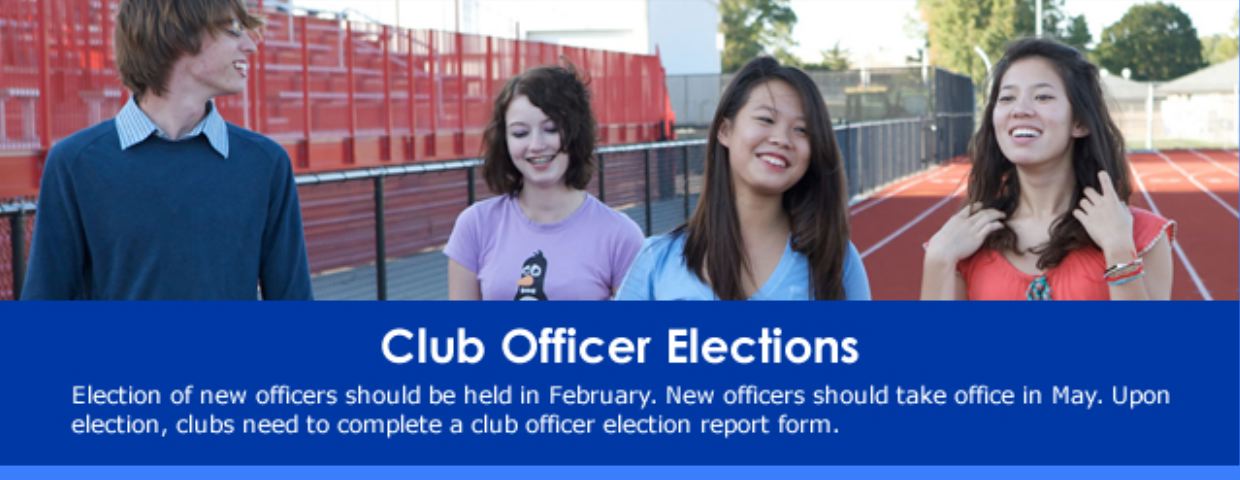 Club Officer Elections
Election of new officers should be held in February. New officers should take office in May. Upon
election, clubs need to complete a club officer election report form.